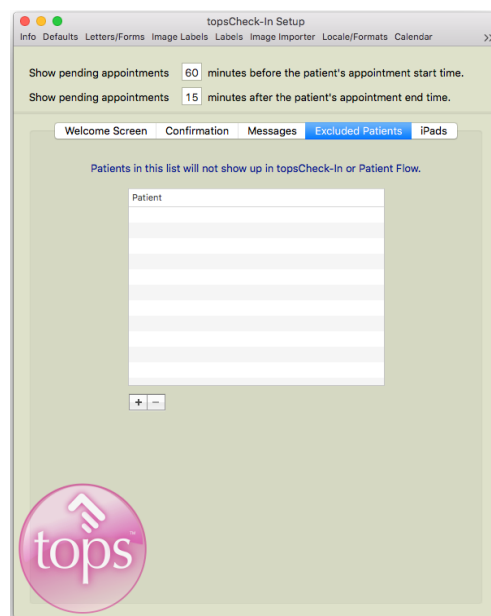 topsCheck-In Setup
Info Defaults Letters/Forms Image Labels Labels Image Importer Locale/Formats Calendar >>
Show pending appointments 60 minutes before the patient's appointment start time.
Show pending appointments 15 minutes after the patient's appointment end time.
Welcome Screen Confirmation Messages Excluded Patients iPads
Patients in this list will not show up in topsCheck-In or Patient Flow.
Patient
+ −
tops™